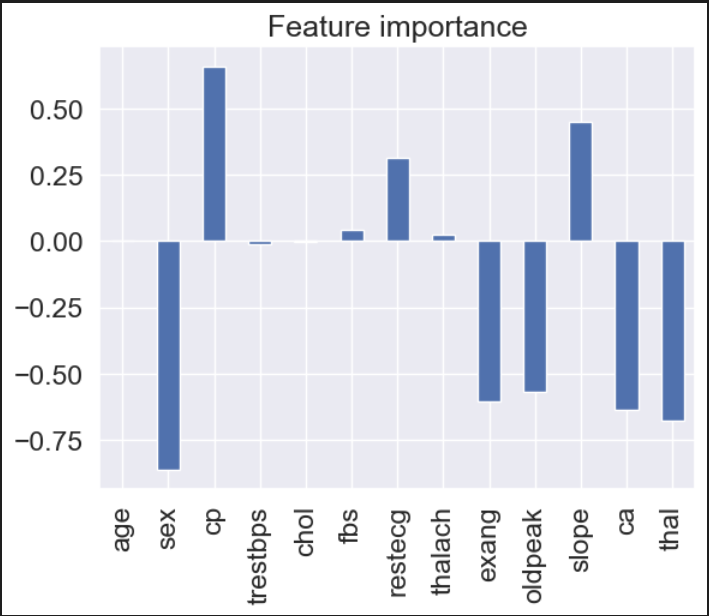 Feature importance
0.50
0.25
0.00
−0.25
−0.50
−0.75
age
sex
cp
trestbps
chol
fbs
restecg
thalach
exang
oldpeak
slope
ca
thal